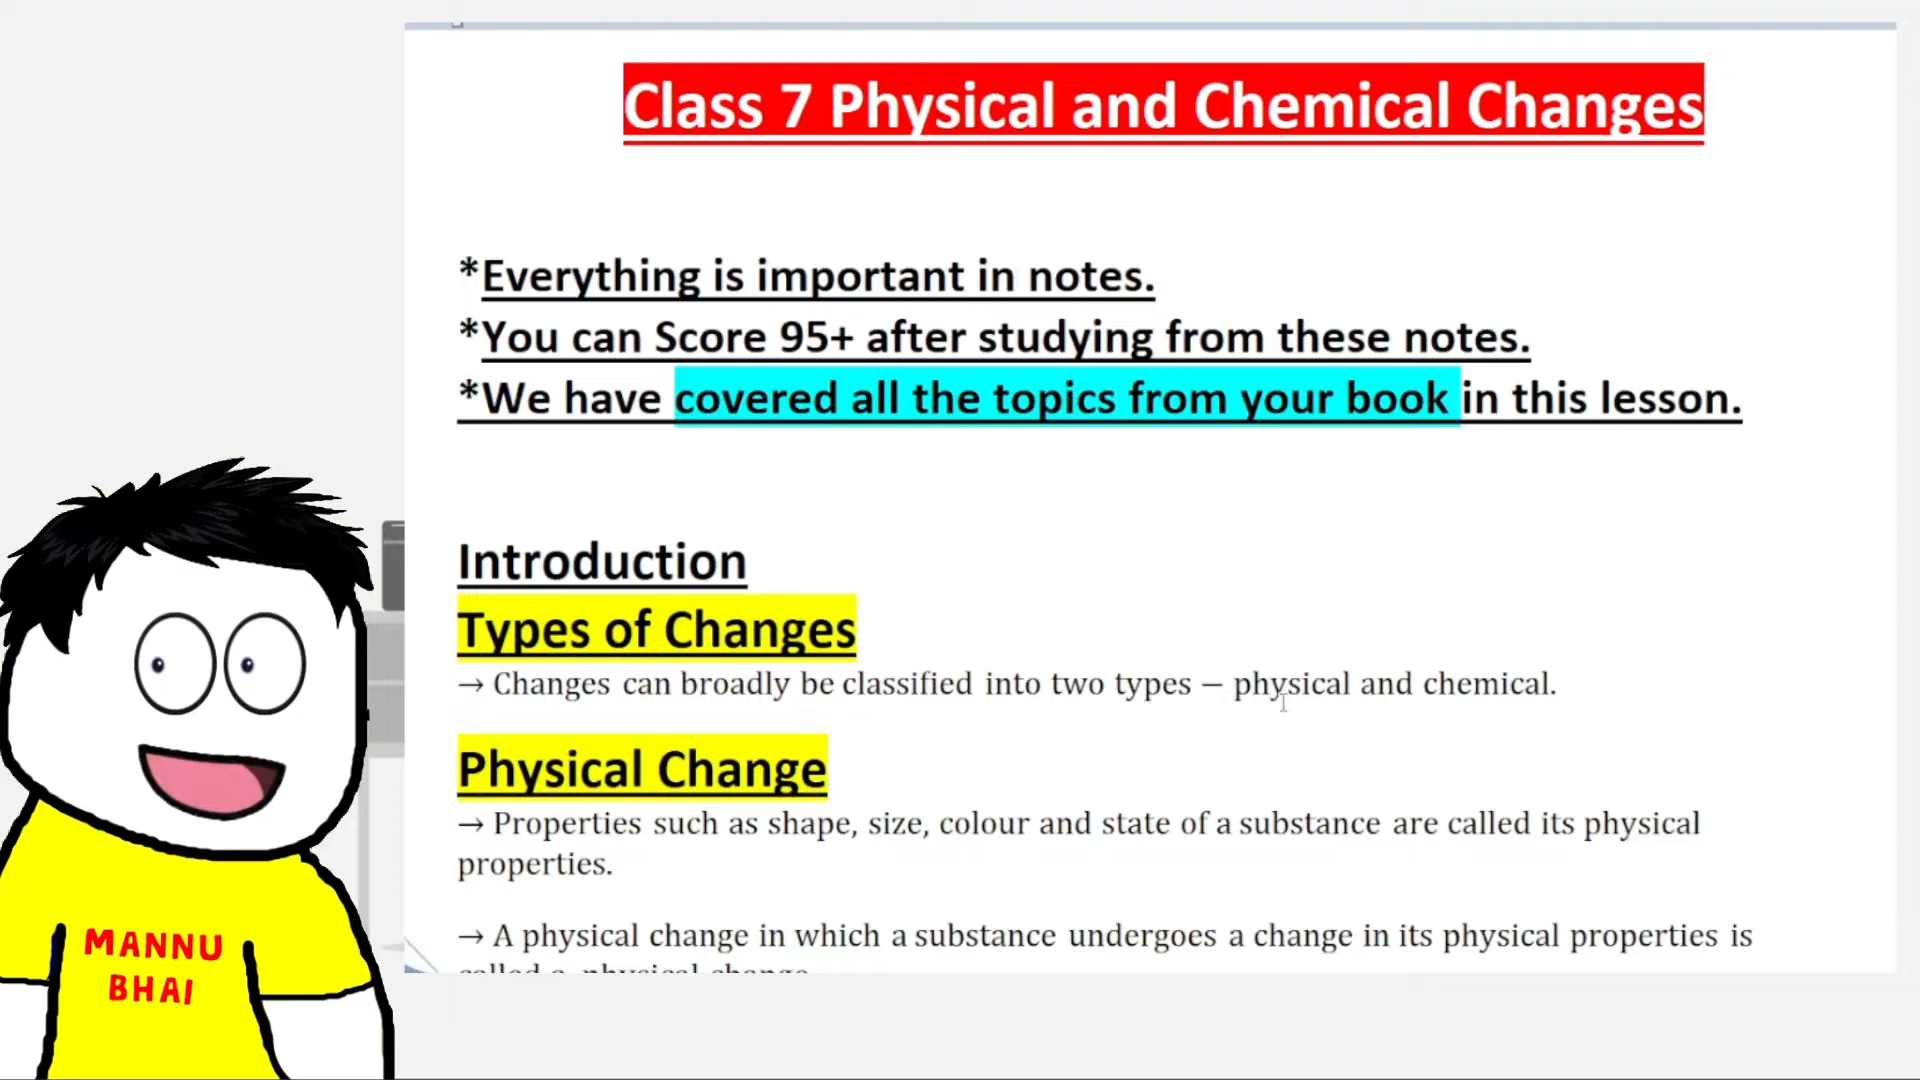 Class 7 Physical and Chemical Changes
*Everything is important in notes.
*You can Score 95+ after studying from these notes.
*We have covered all the topics from your book in this lesson.
Introduction
Types of Changes
→ Changes can broadly be classified into two types – physical and chemical.
Physical Change
→ Properties such as shape, size, colour and state of a substance are called its physical
properties.
→ A physical change in which a substance undergoes a change in its physical properties is
called a physical change
MANNU
BHAI